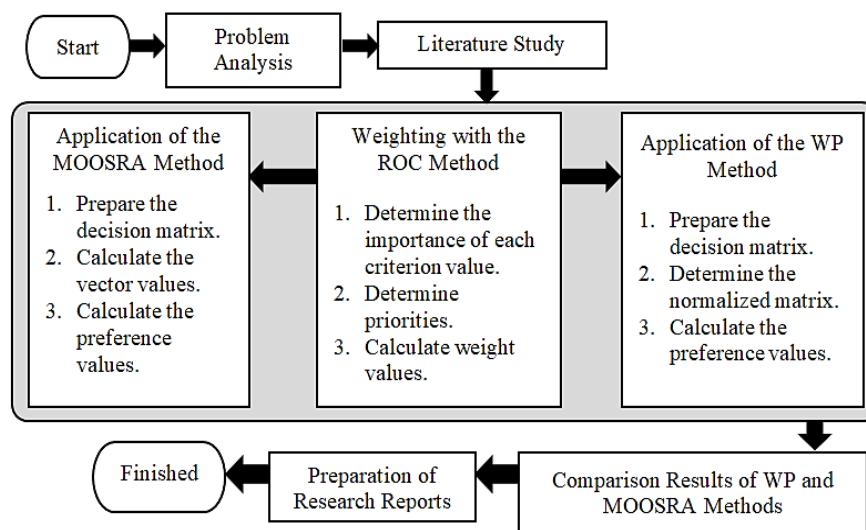 Start
Problem
Analysis
Literature Study
Application of the
MOOSRA Method
1. Prepare the
decision matrix.
2. Calculate the
vector values.
3. Calculate the
preference
values.
Weighting with the
ROC Method
1. Determine the
importance of each
criterion value.
2. Determine
priorities.
3. Calculate weight
values.
Application of the WP
Method
1. Prepare the
decision matrix.
2. Determine the
normalized matrix.
3. Calculate the
preference values.
Finished
Preparation of
Research Reports
Comparison Results of WP and
MOOSRA Methods